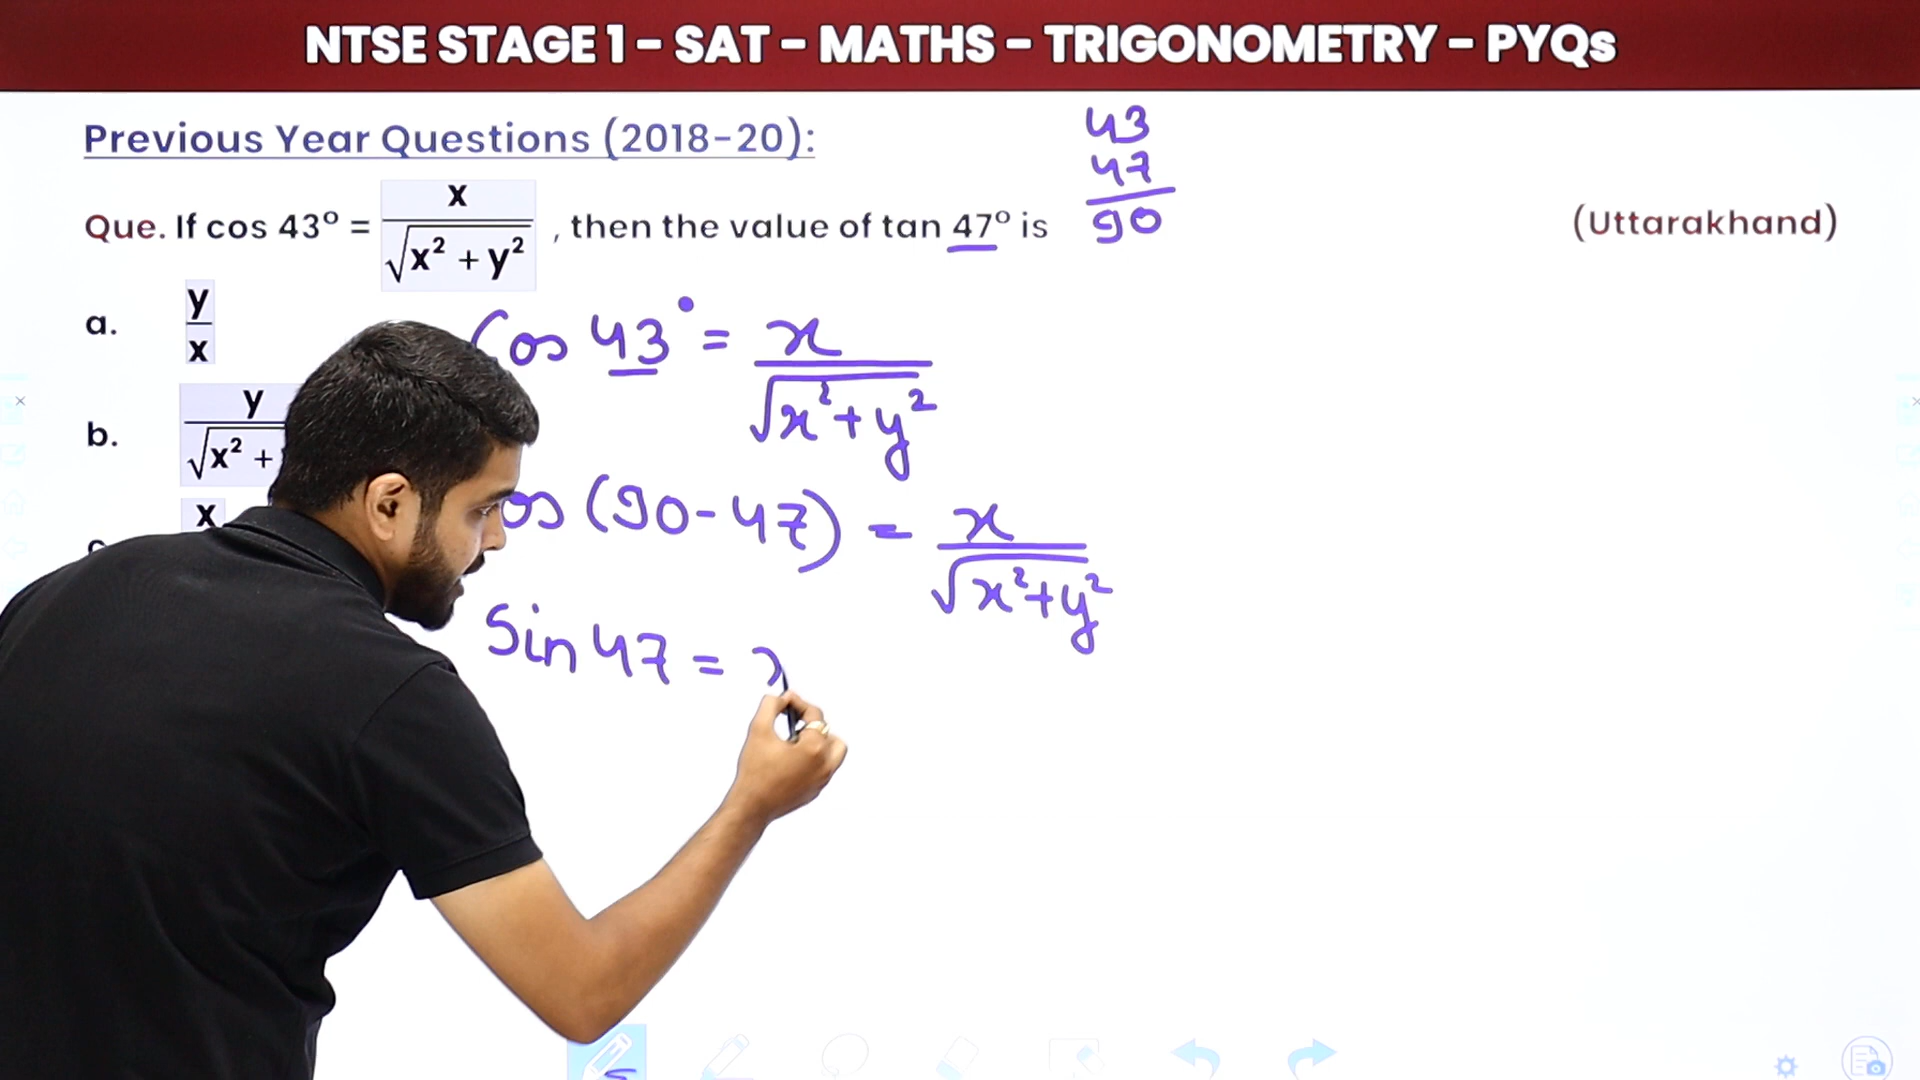 NTSE STAGE 1 – SAT – MATHS – TRIGONOMETRY – PYQs
Previous Year Questions (2018-20):
43
47
90
Que. If cos 43° = x/√(x² + y²), then the value of tan 47° is (Uttarakhand)
a. y/x
b. y/√(x² +
x
Cos 43° = x/√(x²+y²)
os (90-47) = x/√(x²+y²)
Sin 47 = x